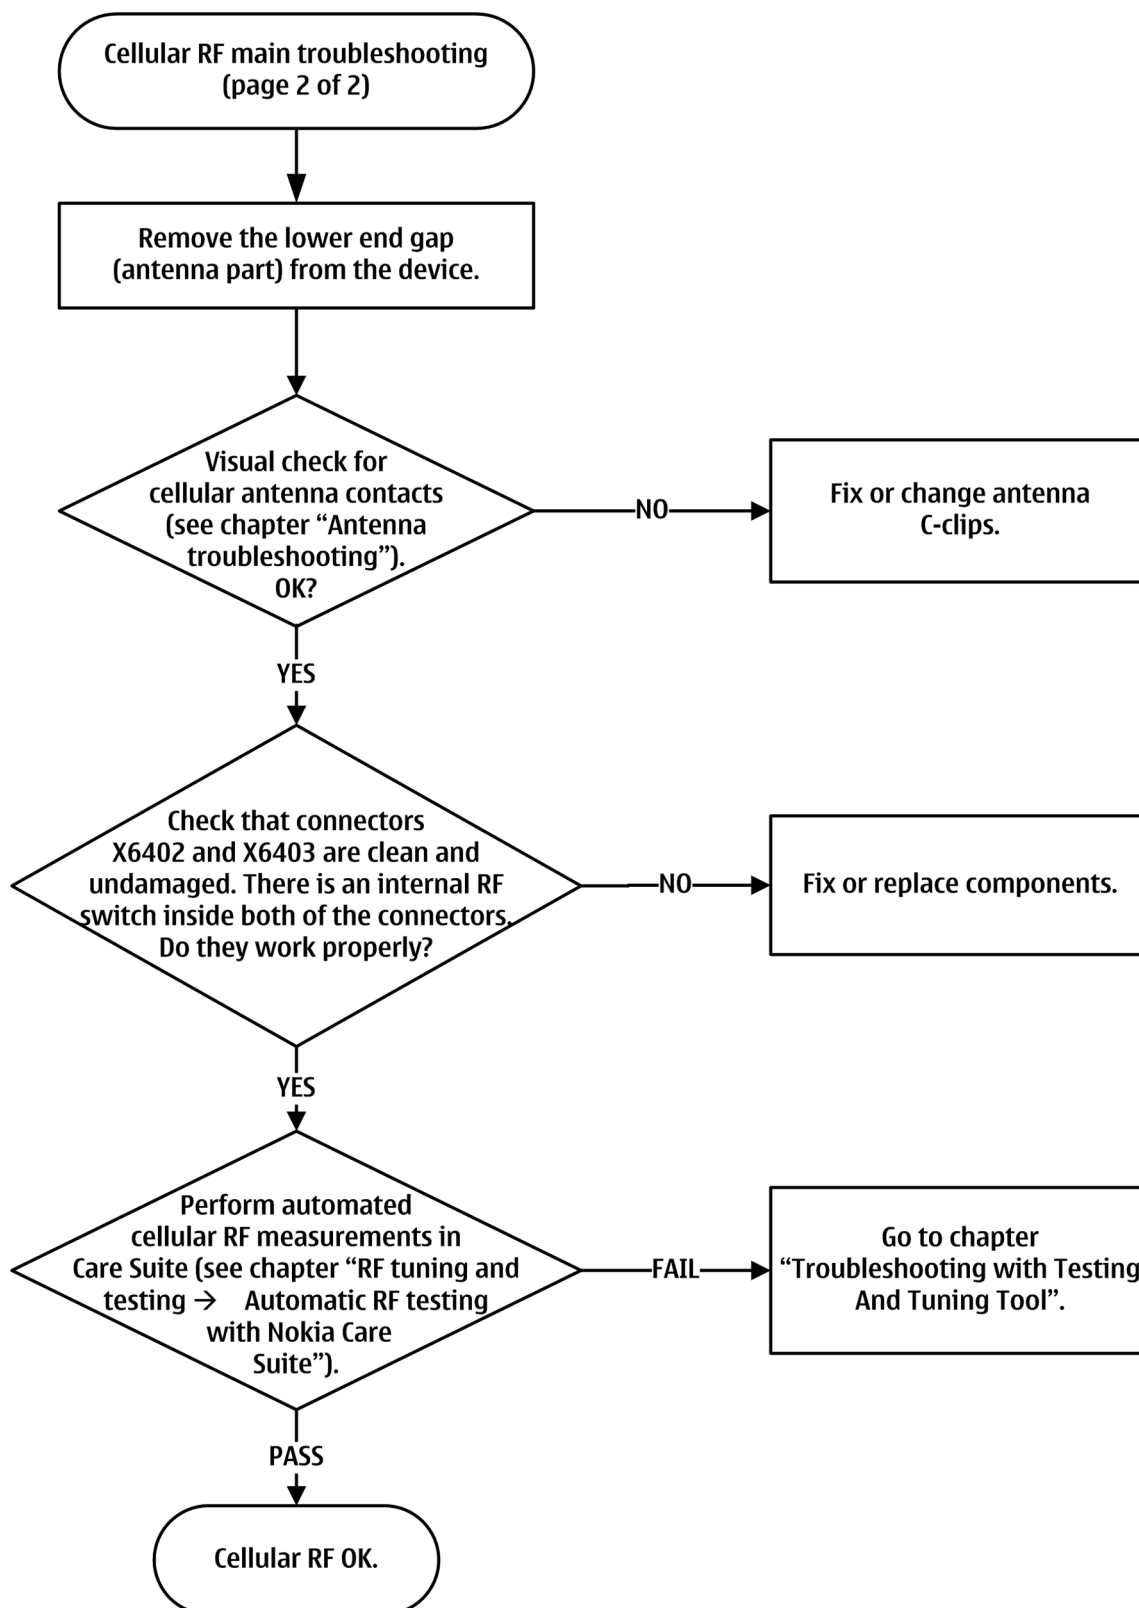 Cellular RF main troubleshooting
(page 2 of 2)
Remove the lower end gap
(antenna part) from the device.
Visual check for
cellular antenna contacts
(see chapter “Antenna
troubleshooting”).
OK?
NO
Fix or change antenna
C-clips.
YES
Check that connectors
X6402 and X6403 are clean and
undamaged. There is an internal RF
switch inside both of the connectors.
Do they work properly?
NO
Fix or replace components.
YES
Perform automated
cellular RF measurements in
Care Suite (see chapter “RF tuning and
testing → Automatic RF testing
with Nokia Care
Suite”).
FAIL
Go to chapter
“Troubleshooting with Testing
And Tuning Tool”.
PASS
Cellular RF OK.